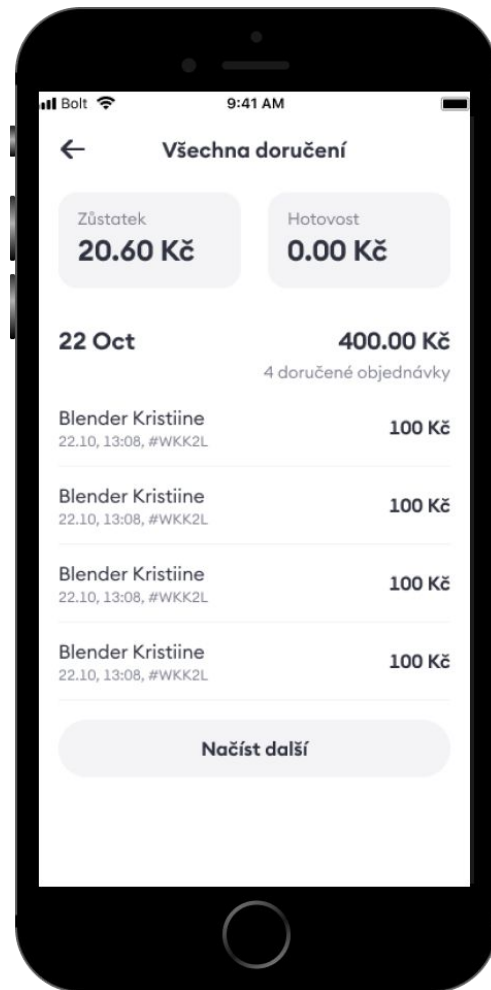 Bolt 9:41 AM
Všechna doručení
Zůstatek Hotovost
20.60 Kč 0.00 Kč
22 Oct 400.00 Kč
4 doručené objednávky
Blender Kristiine 100 Kč
22.10, 13:08, #WKK2L
Blender Kristiine 100 Kč
22.10, 13:08, #WKK2L
Blender Kristiine 100 Kč
22.10, 13:08, #WKK2L
Blender Kristiine 100 Kč
22.10, 13:08, #WKK2L
Načíst další